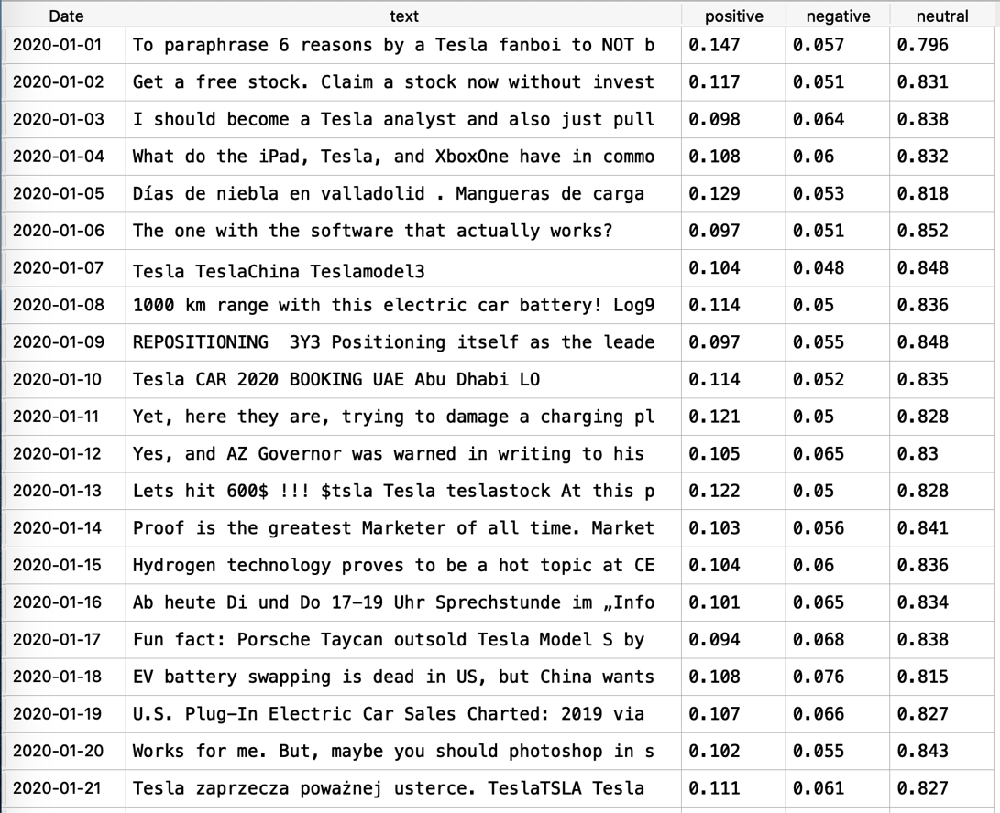 Date text positive negative neutral
2020-01-01 To paraphrase 6 reasons by a Tesla fanboi to NOT b 0.147 0.057 0.796
2020-01-02 Get a free stock. Claim a stock now without invest 0.117 0.051 0.831
2020-01-03 I should become a Tesla analyst and also just pull 0.098 0.064 0.838
2020-01-04 What do the iPad, Tesla, and XboxOne have in commo 0.108 0.06 0.832
2020-01-05 Días de niebla en valladolid . Mangueras de carga 0.129 0.053 0.818
2020-01-06 The one with the software that actually works? 0.097 0.051 0.852
2020-01-07 Tesla TeslaChina Teslamodel3 0.104 0.048 0.848
2020-01-08 1000 km range with this electric car battery! Log9 0.114 0.05 0.836
2020-01-09 REPOSITIONING  3Y3 Positioning itself as the leade 0.097 0.055 0.848
2020-01-10 Tesla CAR 2020 BOOKING UAE Abu Dhabi LO 0.114 0.052 0.835
2020-01-11 Yet, here they are, trying to damage a charging pl 0.121 0.05 0.828
2020-01-12 Yes, and AZ Governor was warned in writing to his 0.105 0.065 0.83
2020-01-13 Lets hit 600$ !!! $tsla Tesla teslastock At this p 0.122 0.05 0.828
2020-01-14 Proof is the greatest Marketer of all time. Market 0.103 0.056 0.841
2020-01-15 Hydrogen technology proves to be a hot topic at CE 0.104 0.06 0.836
2020-01-16 Ab heute Di und Do 17–19 Uhr Sprechstunde im „Info 0.101 0.065 0.834
2020-01-17 Fun fact: Porsche Taycan outsold Tesla Model S by 0.094 0.068 0.838
2020-01-18 EV battery swapping is dead in US, but China wants 0.108 0.076 0.815
2020-01-19 U.S. Plug-In Electric Car Sales Charted: 2019 via 0.107 0.066 0.827
2020-01-20 Works for me. But, maybe you should photoshop in s 0.102 0.055 0.843
2020-01-21 Tesla zaprzecza poważnej usterce. TeslaTSLA Tesla 0.111 0.061 0.827